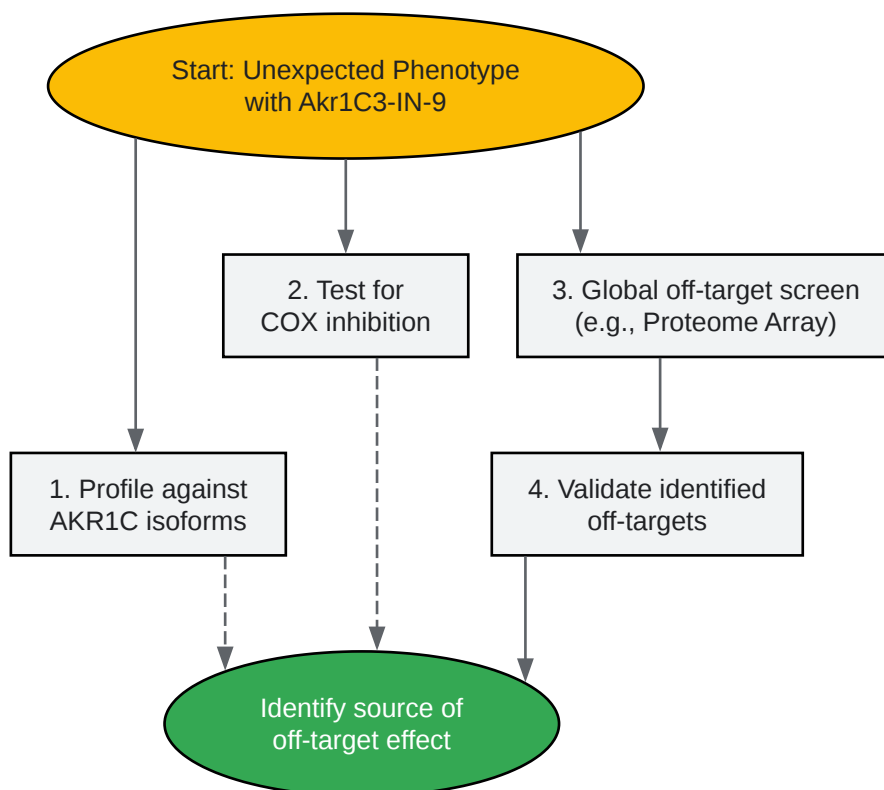 Start: Unexpected Phenotype
with Akr1C3-IN-9
2. Test for
COX inhibition
3. Global off-target screen
(e.g., Proteome Array)
1. Profile against
AKR1C isoforms
4. Validate identified
off-targets
Identify source of
off-target effect